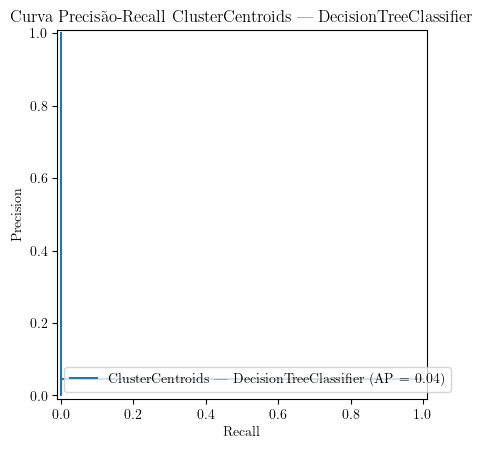 Curva Precisão-Recall ClusterCentroids — DecisionTreeClassifier
1.0
0.8
0.6
0.4
0.2
0.0
Precision
ClusterCentroids — DecisionTreeClassifier (AP = 0.04)
0.0 0.2 0.4 0.6 0.8 1.0
Recall